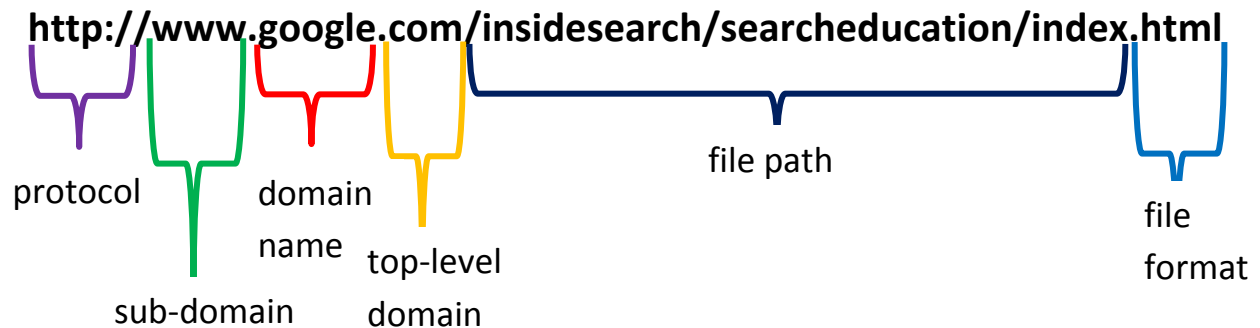 http://www.google.com/insidesearch/searcheducation/index.html
protocol
sub-domain
domain
name
top-level
domain
file path
file
format